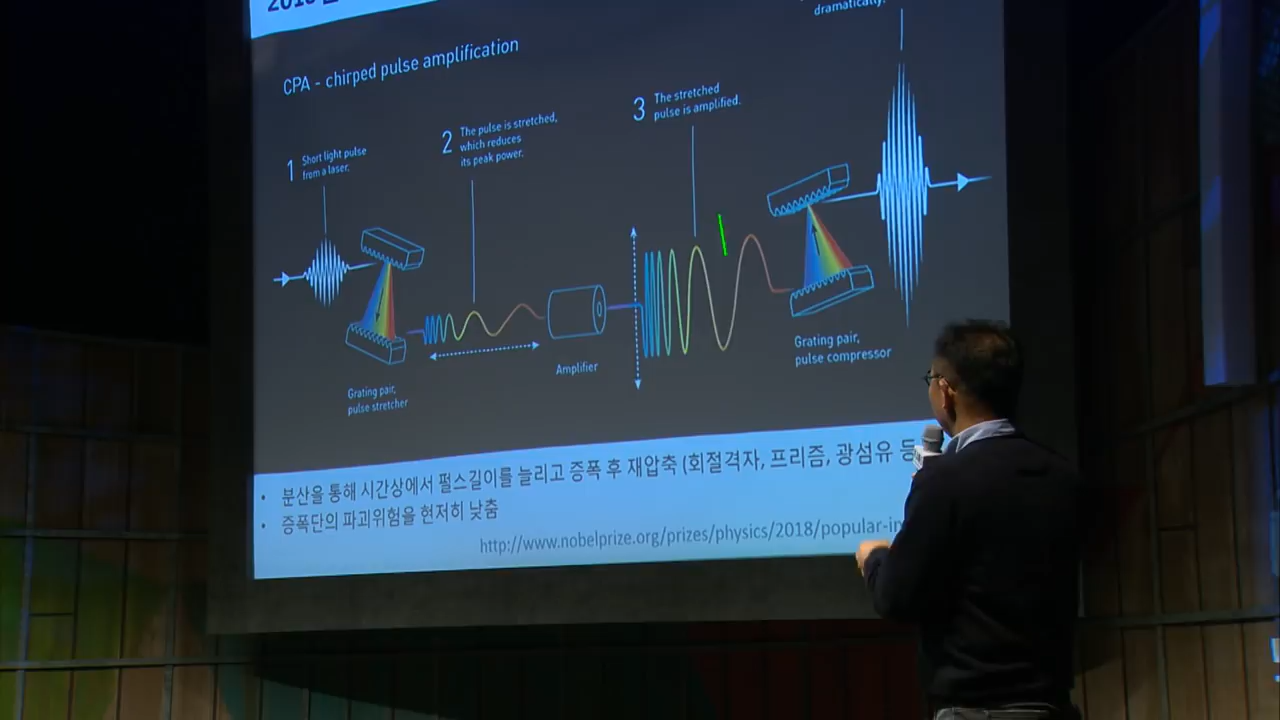 CPA - chirped pulse amplification
dramatically.
1 Short light pulse
from a laser.
2 The pulse is stretched,
which reduces
its peak power.
3 The stretched
pulse is amplified.
Grating pair,
pulse stretcher
Amplifier
Grating pair,
pulse compressor
• 분산을 통해 시간상에서 펄스길이를 늘리고 증폭 후 재압축 (회절격자, 프리즘, 광섬유 등
• 증폭단의 파괴위험을 현저히 낮춤
http://www.nobelprize.org/prizes/physics/2018/popular-in